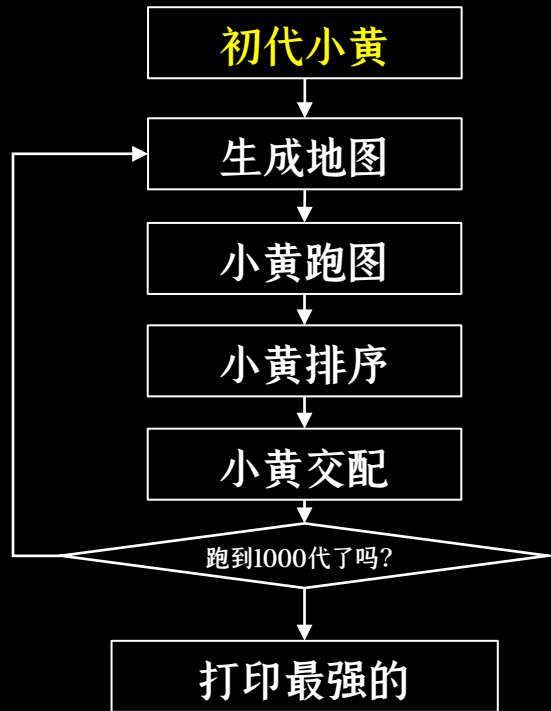 初代小黄
生成地图
小黄跑图
小黄排序
小黄交配
跑到1000代了吗？
打印最强的